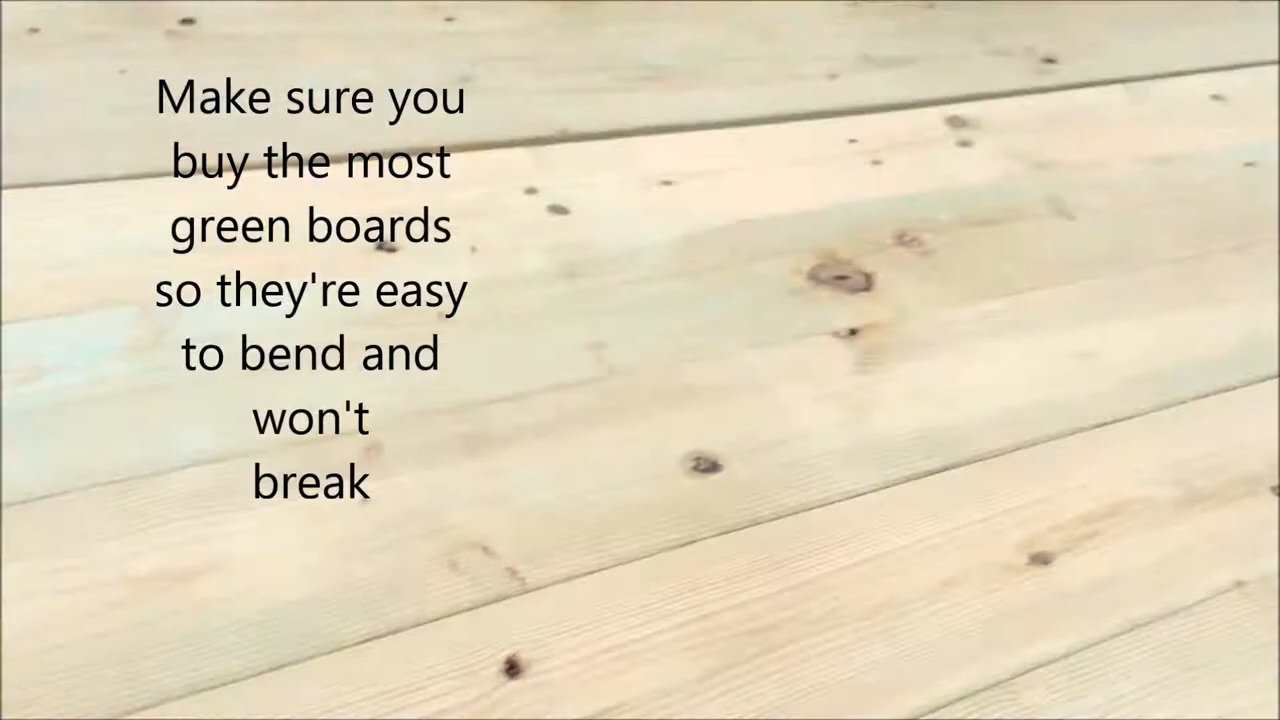 Make sure you
buy the most
green boards
so they're easy
to bend and
won't
break